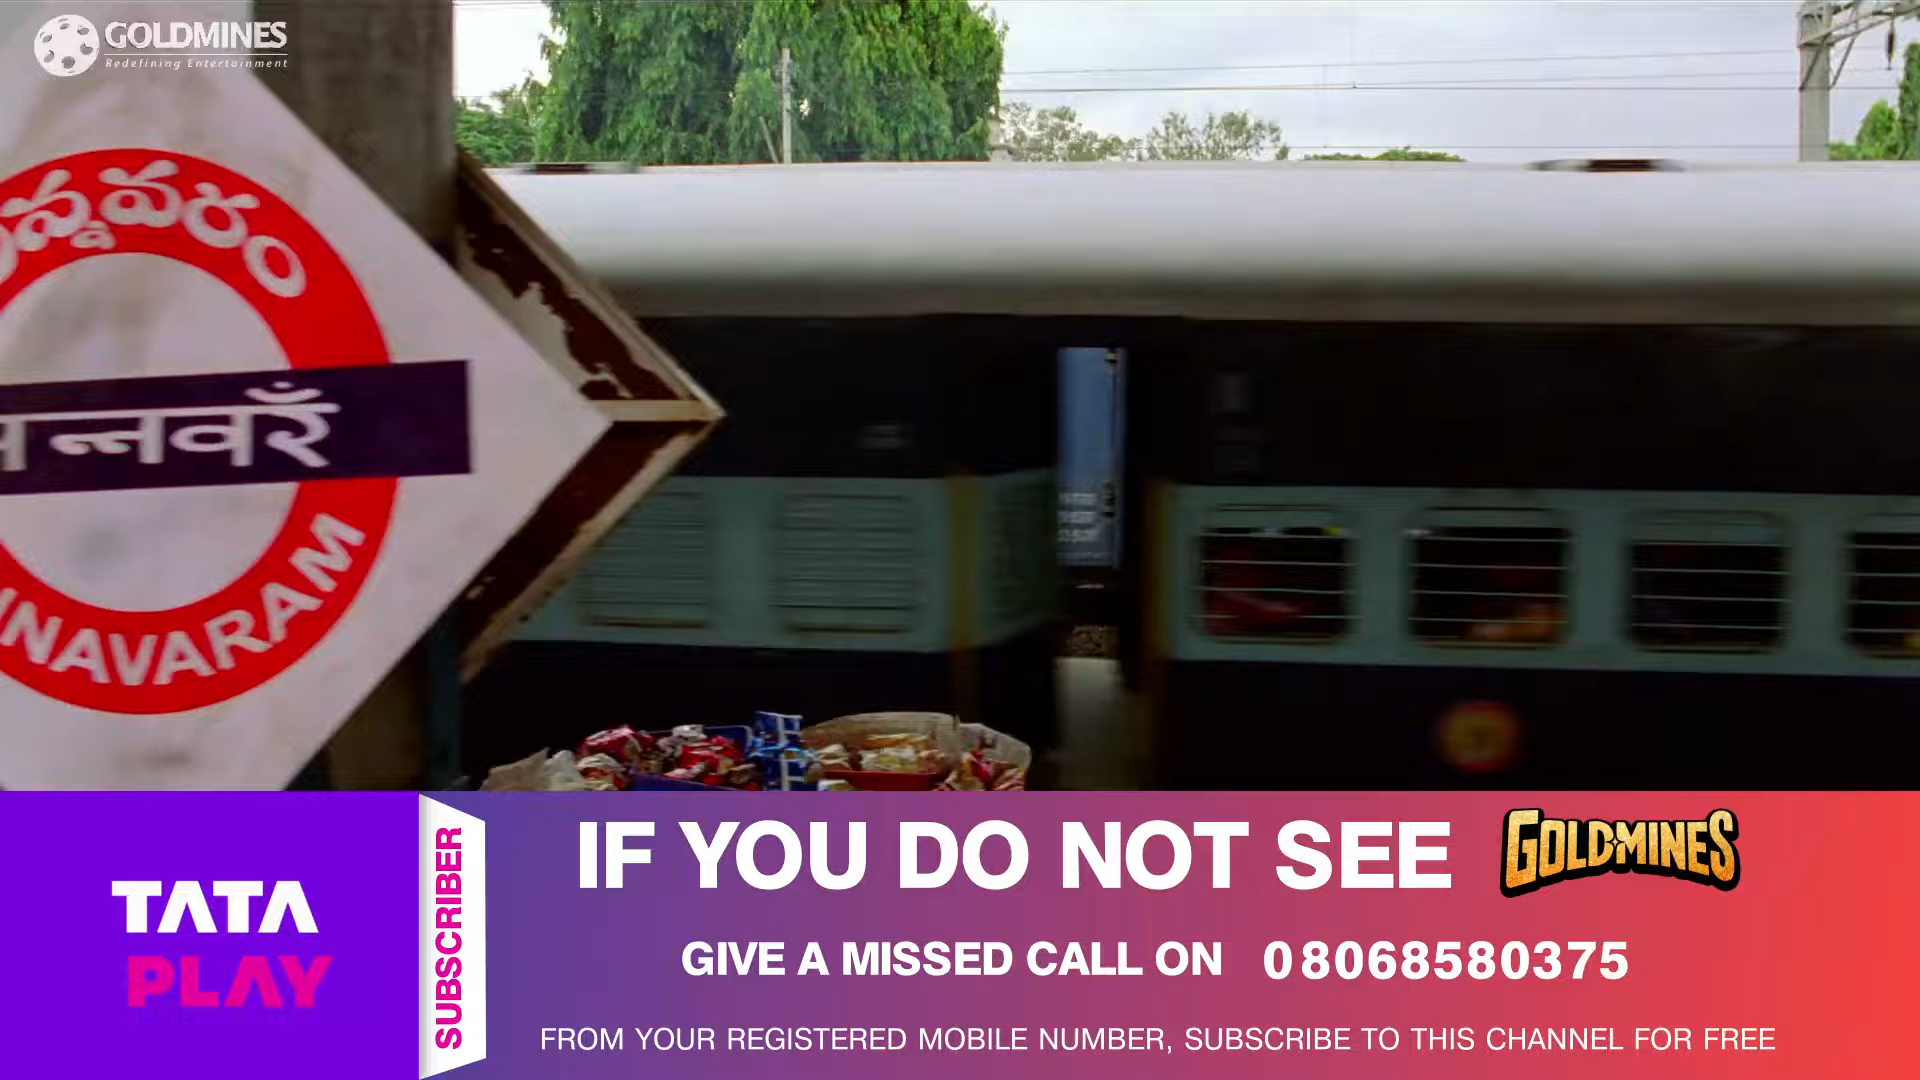 GOLDMINES
Redefining Entertainment
న్నవరం
न्नवरँ
NAVARAM
TATA
PLAY
SUBSCRIBER
IF YOU DO NOT SEE GOLDMINES
GIVE A MISSED CALL ON 08068580375
FROM YOUR REGISTERED MOBILE NUMBER, SUBSCRIBE TO THIS CHANNEL FOR FREE